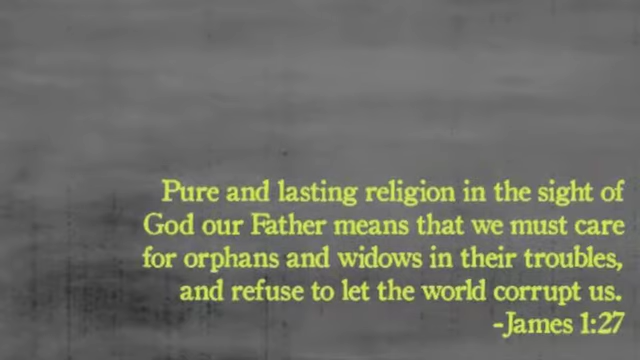 Pure and lasting religion in the sight of
God our Father means that we must care
for orphans and widows in their troubles,
and refuse to let the world corrupt us.
-James 1:27